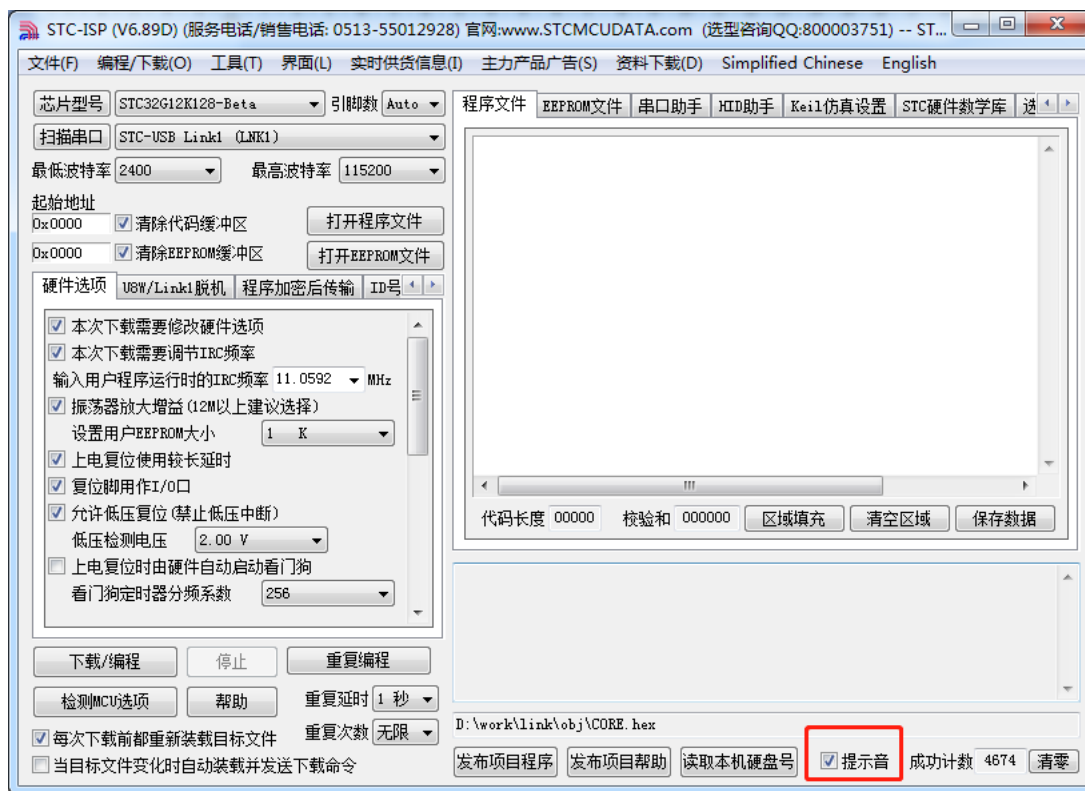 STC-ISP (V6.89D) (服务电话/销售电话: 0513-55012928) 官网:www.STCMCUDATA.com (选型咨询QQ:800003751) -- ST...
文件(F) 编程/下载(O) 工具(T) 界面(L) 实时供货信息(I) 主力产品广告(S) 资料下载(D) Simplified Chinese English
芯片型号 STC32G12K128-Beta 引脚数 Auto
扫描串口 STC-USB Link1 (LNK1)
最低波特率 2400 最高波特率 115200
起始地址
0x0000 清除代码缓冲区 打开程序文件
0x0000 清除EEPROM缓冲区 打开EEPROM文件
硬件选项 U8W/Link1脱机 程序加密后传输 ID号
本次下载需要修改硬件选项
本次下载需要调节IRC频率
输入用户程序运行时的IRC频率 11.0592 MHz
振荡器放大增益(12M以上建议选择)
设置用户EEPROM大小 1 K
上电复位使用较长延时
复位脚用作I/O口
允许低压复位(禁止低压中断)
低压检测电压 2.00 V
上电复位时由硬件自动启动看门狗
看门狗定时器分频系数 256
下载/编程 停止 重复编程
检测MCU选项 帮助 重复延时 1 秒
每次下载前都重新装载目标文件 重复次数 无限
当目标文件变化时自动装载并发送下载命令
程序文件 EEPROM文件 串口助手 HID助手 Keil仿真设置 STC硬件数学库 选
代码长度 00000 校验和 000000 区域填充 清空区域 保存数据
D:\work\link\obj\CORE.hex
发布项目程序 发布项目帮助 读取本机硬盘号 提示音 成功计数 4674 清零